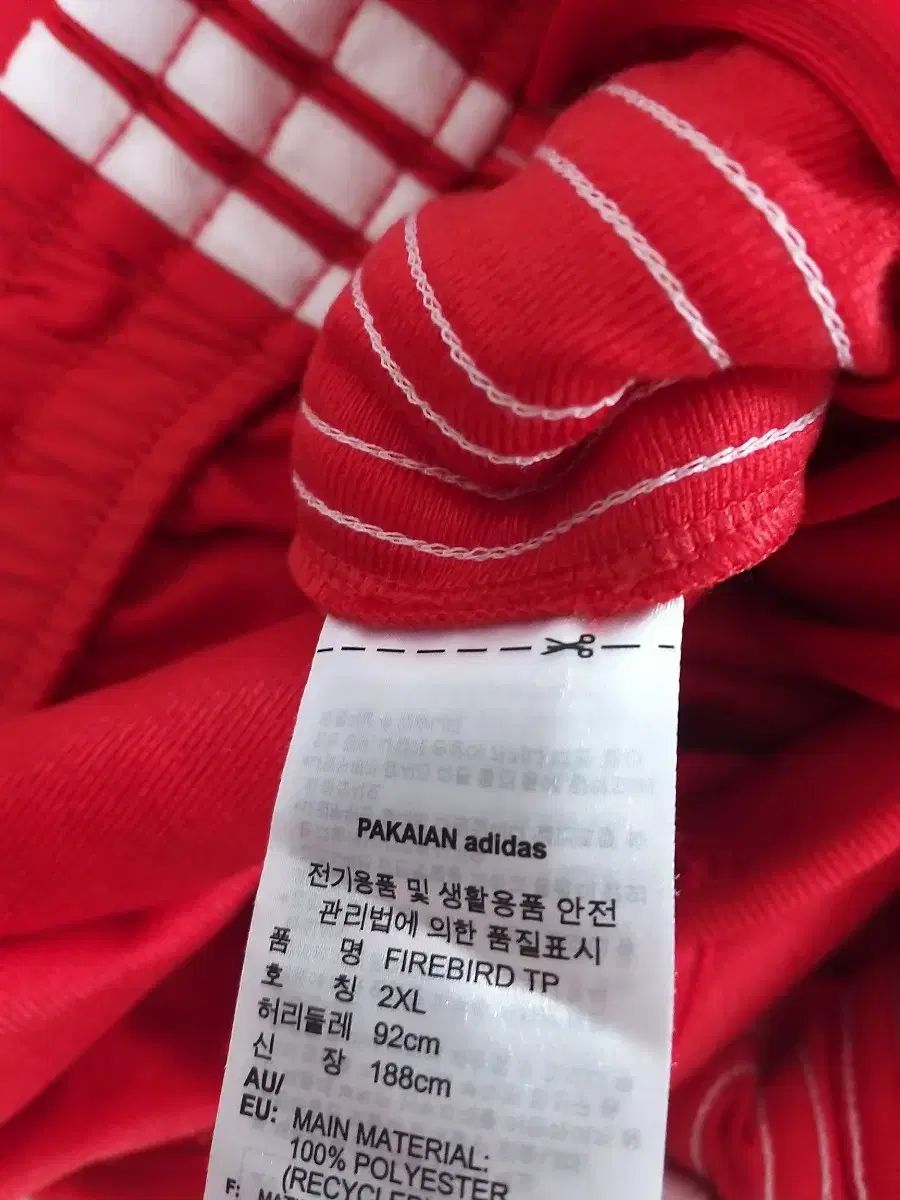 PAKAIAN adidas
전기용품 및 생활용품 안전
관리법에 의한 품질표시
품 명 FIREBIRD TP
호 칭 2XL
허리둘레 92cm
신 장 188cm
AU/
EU: MAIN MATERIAL:
100% POLYESTER
(RECYCLED)
F: